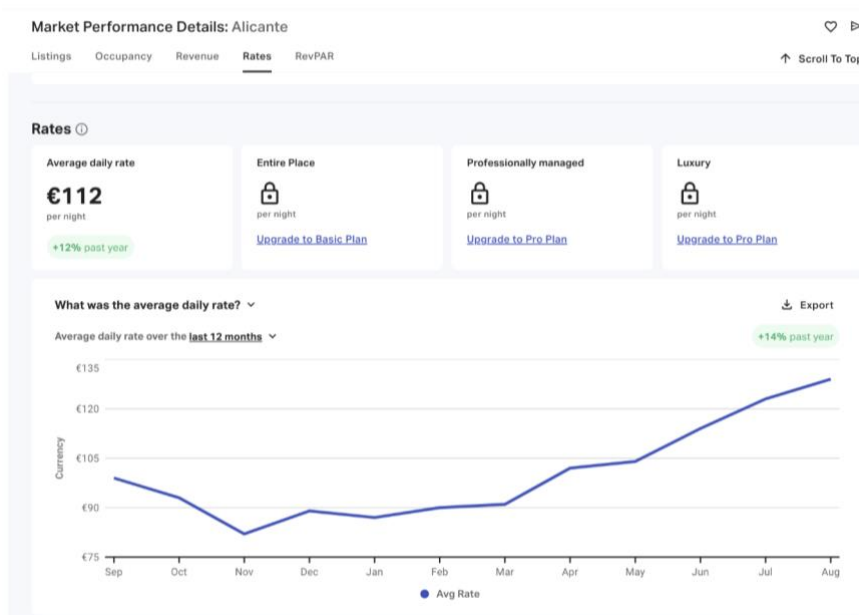 Market Performance Details: Alicante
Listings Occupancy Revenue Rates RevPAR
Scroll To Top
Rates
Average daily rate
€112
per night
+12% past year
Entire Place
per night
Upgrade to Basic Plan
Professionally managed
per night
Upgrade to Pro Plan
Luxury
per night
Upgrade to Pro Plan
What was the average daily rate?
Export
Average daily rate over the last 12 months
+14% past year
€135
€120
€105
€90
€75
Currency
Sep Oct Nov Dec Jan Feb Mar Apr May Jun Jul Aug
Avg Rate